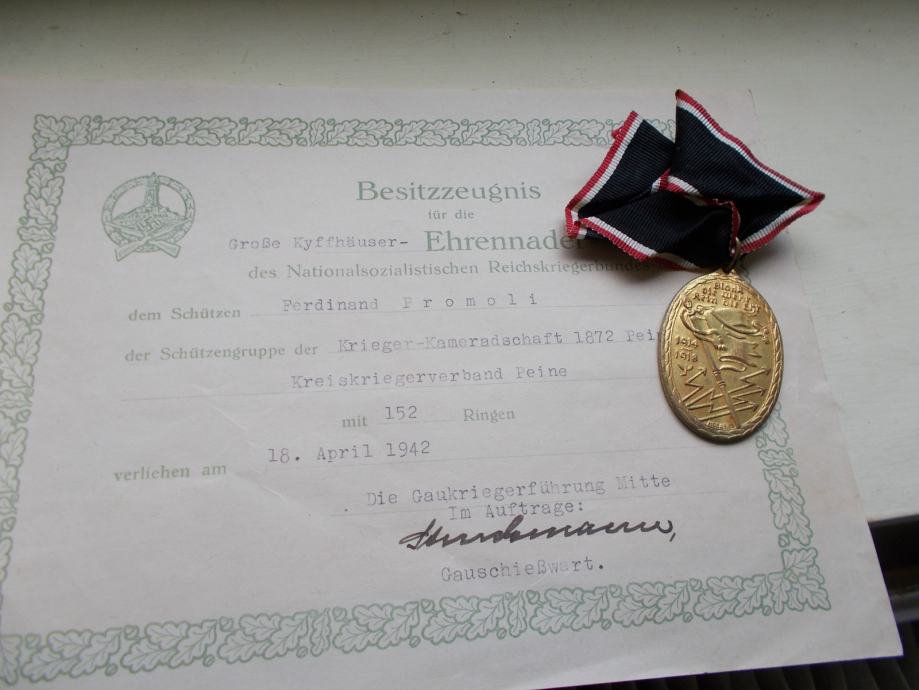 Besitzzeugnis
für die
Große Kyffhäuser- Ehrennadel
des Nationalsozialistischen Reichskriegerbundes
dem Schützen Ferdinand Promoli
der Schützengruppe der Krieger-Kameradschaft 1872 Pei
Kreiskriegerverband Peine
mit 152 Ringen
verliehen am 18. April 1942
Die Gaukriegerführung Mitte
Im Auftrage:
Gauschießwart.
1914
1918